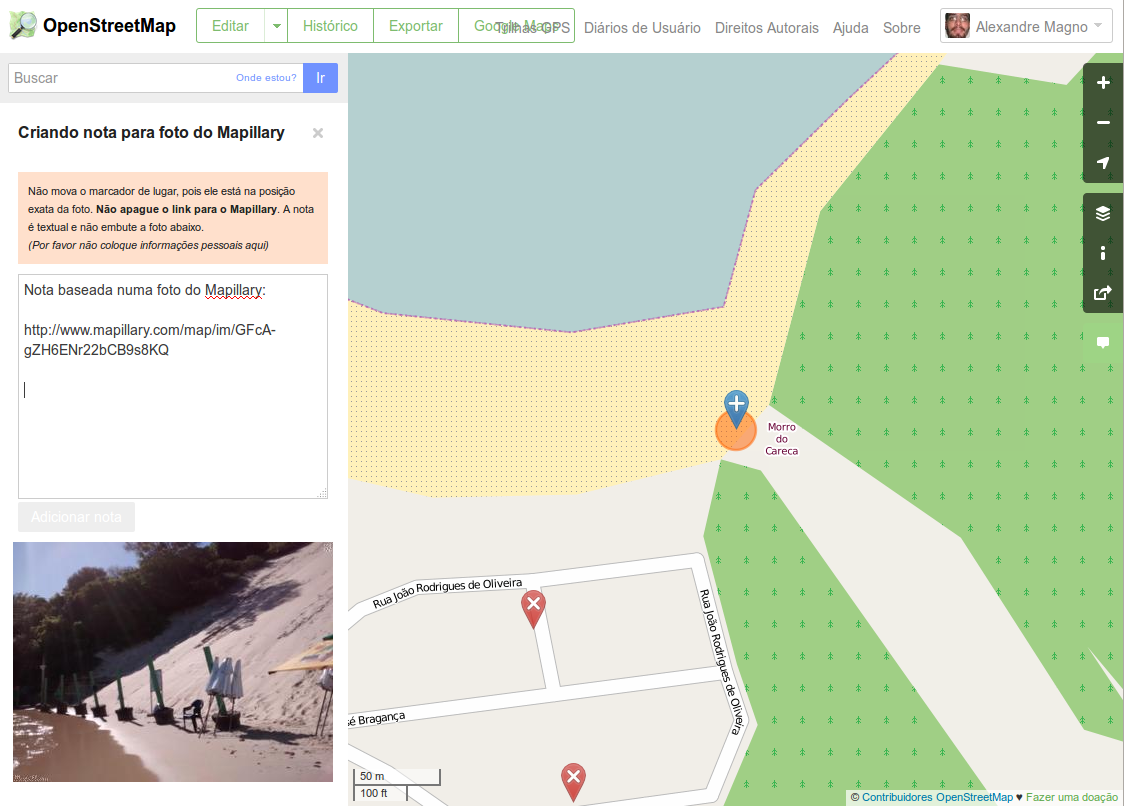 OpenStreetMap
Editar
Histórico
Exportar
Google Maps
Trilhas GPS
Diários de Usuário
Direitos Autorais
Ajuda
Sobre
Alexandre Magno
Buscar
Onde estou?
Ir
Criando nota para foto do Mapillary
Não mova o marcador de lugar, pois ele está na posição
exata da foto. Não apague o link para o Mapillary. A nota
é textual e não embute a foto abaixo.
(Por favor não coloque informações pessoais aqui)
Nota baseada numa foto do Mapillary:
http://www.mapillary.com/map/im/GFcA-
gZH6ENr22bCB9s8KQ
Adicionar nota
Morro
do
Careca
Rua João Rodrigues de Oliveira
Rua João Rodrigues de Oliveira
sé Bragança
50 m
100 ft
© Contribuidores OpenStreetMap ♥ Fazer uma doação